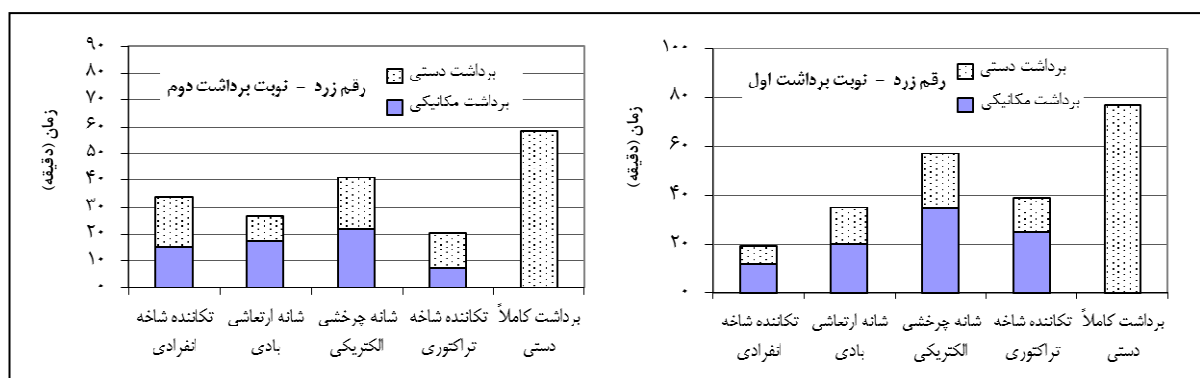 رقم زرد - نوبت برداشت اول
برداشت دستی
برداشت مکانیکی
زمان (دقیقه)
۱۰۰
۸۰
۶۰
۴۰
۲۰
۰
تکاننده شاخه انفرادی
شانه ارتعاشی بادی
شانه چرخشی الکتریکی
تکاننده شاخه تراکتوری
برداشت کاملاً دستی
رقم زرد - نوبت برداشت دوم
برداشت دستی
برداشت مکانیکی
زمان (دقیقه)
۹۰
۸۰
۷۰
۶۰
۵۰
۴۰
۳۰
۲۰
۱۰
۰
تکاننده شاخه انفرادی
شانه ارتعاشی بادی
شانه چرخشی الکتریکی
تکاننده شاخه تراکتوری
برداشت کاملاً دستی